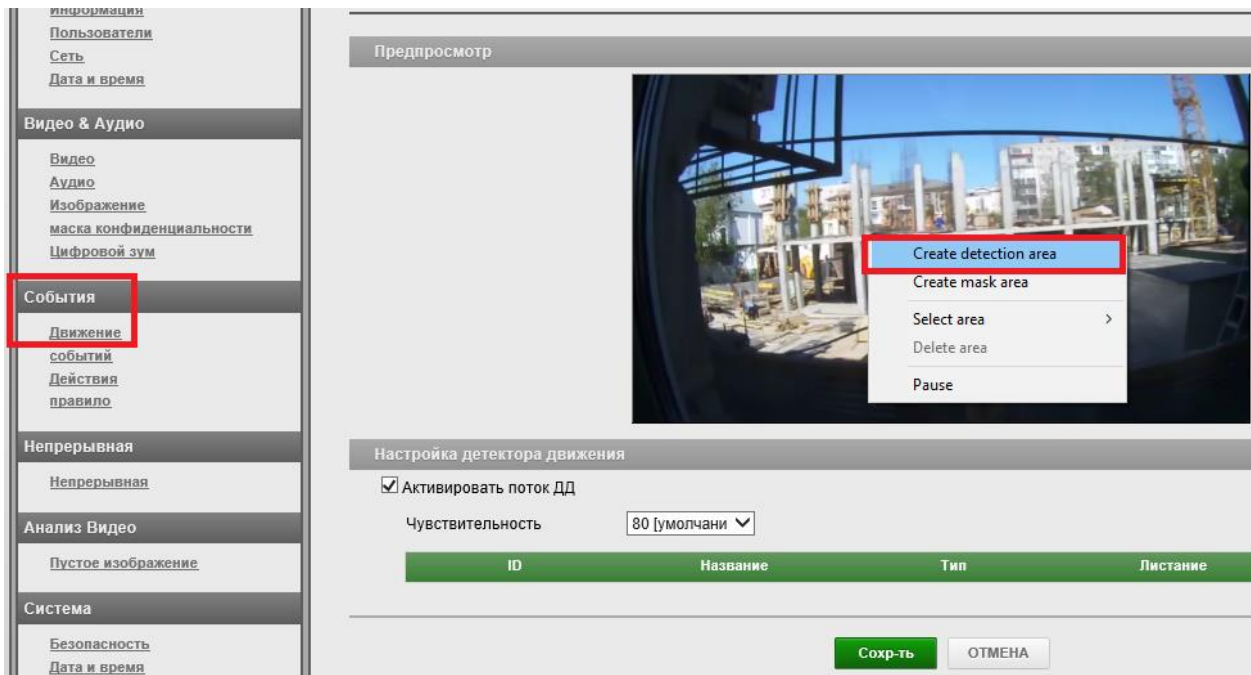 Информация
Пользователи
Сеть
Дата и время
Видео & Аудио
Видео
Аудио
Изображение
маска конфиденциальности
Цифровой зум
События
Движение
событий
Действия
правило
Непрерывная
Непрерывная
Анализ Видео
Пустое изображение
Система
Безопасность
Дата и время
Предпросмотр
Create detection area
Create mask area
Select area >
Delete area
Pause
Настройка детектора движения
Активировать поток ДД
Чувствительность 80 [умолчани
ID Название Тип Листание
Сохр-ть ОТМЕНА